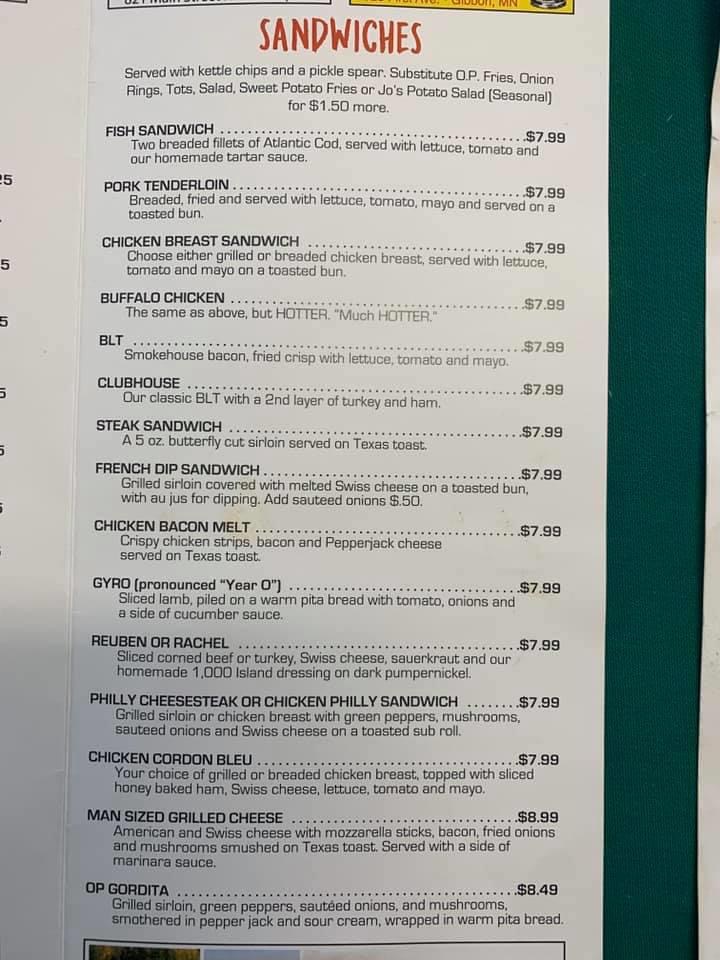 Gibbon, MN
SANDWICHES
Served with kettle chips and a pickle spear. Substitute O.P. Fries, Onion
Rings, Tots, Salad, Sweet Potato Fries or Jo's Potato Salad (Seasonal)
for $1.50 more.
FISH SANDWICH ........................................$7.99
Two breaded fillets of Atlantic Cod, served with lettuce, tomato and
our homemade tartar sauce.
PORK TENDERLOIN ........................................$7.99
Breaded, fried and served with lettuce, tomato, mayo and served on a
toasted bun.
CHICKEN BREAST SANDWICH ..............................$7.99
Choose either grilled or breaded chicken breast, served with lettuce,
tomato and mayo on a toasted bun.
BUFFALO CHICKEN ........................................$7.99
The same as above, but HOTTER. "Much HOTTER."
BLT ........................................$7.99
Smokehouse bacon, fried crisp with lettuce, tomato and mayo.
CLUBHOUSE ........................................$7.99
Our classic BLT with a 2nd layer of turkey and ham.
STEAK SANDWICH ........................................$7.99
A 5 oz. butterfly cut sirloin served on Texas toast.
FRENCH DIP SANDWICH ...................................$7.99
Grilled sirloin covered with melted Swiss cheese on a toasted bun,
with au jus for dipping. Add sauteed onions $.50.
CHICKEN BACON MELT ...................................$7.99
Crispy chicken strips, bacon and Pepperjack cheese
served on Texas toast.
GYRO (pronounced "Year O") ...............................$7.99
Sliced lamb, piled on a warm pita bread with tomato, onions and
a side of cucumber sauce.
REUBEN OR RACHEL .....................................$7.99
Sliced corned beef or turkey, Swiss cheese, sauerkraut and our
homemade 1,000 Island dressing on dark pumpernickel.
PHILLY CHEESESTEAK OR CHICKEN PHILLY SANDWICH ........$7.99
Grilled sirloin or chicken breast with green peppers, mushrooms,
sauteed onions and Swiss cheese on a toasted sub roll.
CHICKEN CORDON BLEU ...................................$7.99
Your choice of grilled or breaded chicken breast, topped with sliced
honey baked ham, Swiss cheese, lettuce, tomato and mayo.
MAN SIZED GRILLED CHEESE ..............................$8.99
American and Swiss cheese with mozzarella sticks, bacon, fried onions
and mushrooms smushed on Texas toast. Served with a side of
marinara sauce.
OP GORDITA ........................................$8.49
Grilled sirloin, green peppers, sautéed onions, and mushrooms,
smothered in pepper jack and sour cream, wrapped in warm pita bread.